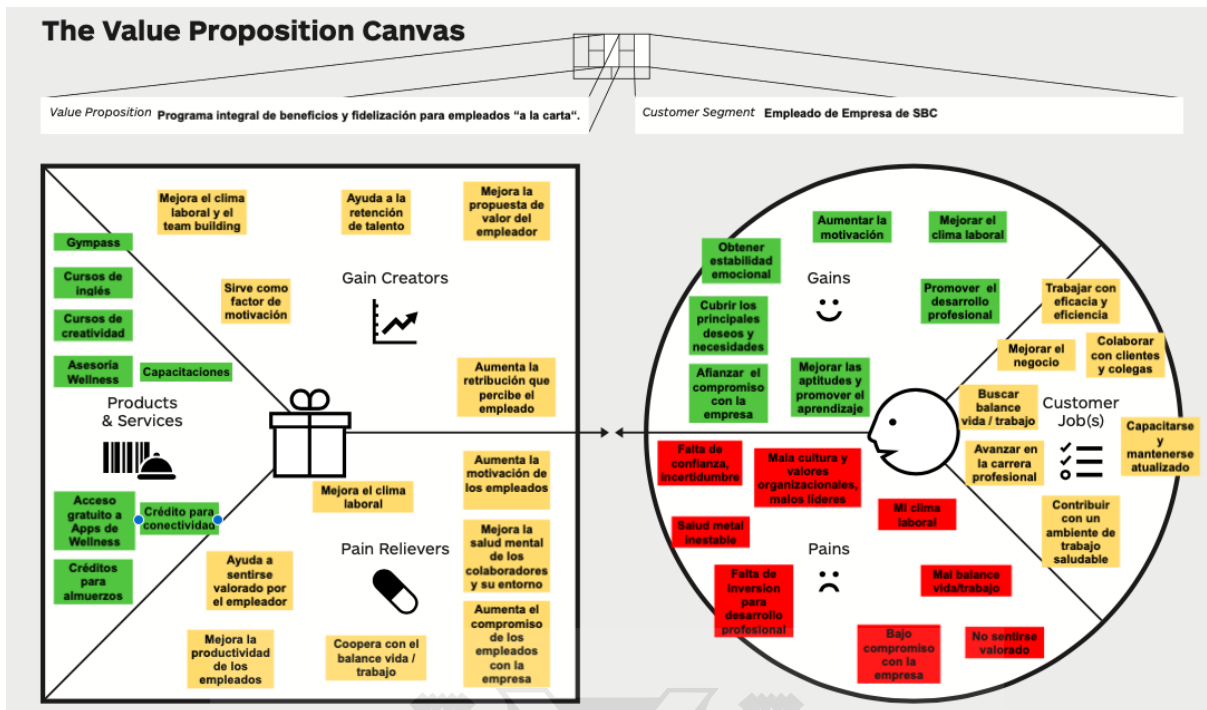 The Value Proposition Canvas
Value Proposition Programa integral de beneficios y fidelización para empleados “a la carta“.
Customer Segment Empleado de Empresa de SBC
Mejora el clima
laboral y el
team building
Ayuda a la
retención
de talento
Mejora la
propuesta de
valor del
empleador
Gympass
Cursos de
inglés
Cursos de
creatividad
Asesoría
Wellness
Capacitaciones
Sirve como
factor de
motivación
Gain Creators
Aumenta la
retribución que
percibe el
empleado
Products
& Services
Acceso
gratuito a
Apps de
Wellness
Crédito para
conectividad
Créditos
para
almuerzos
Mejora el clima
laboral
Aumenta la
motivación de
los empleados
Pain Relievers
Mejora la
salud mental
de los
colaboradores
y su entorno
Ayuda a
sentirse
valorado por
el empleador
Mejora la
productividad
de los
empleados
Coopera con el
balance vida /
trabajo
Aumenta el
compromiso
de los
empleados
con la
empresa
Aumentar la
motivación
Mejorar el
clima laboral
Obtener
estabilidad
emocional
Gains
Promover el
desarrollo
profesional
Cubrir los
principales
deseos y
necesidades
Afianzar el
compromiso
con la
empresa
Mejorar las
aptitudes y
promover el
aprendizaje
Trabajar con
eficacia y
eficiencia
Mejorar el
negocio
Colaborar
con clientes
y colegas
Buscar
balance
vida / trabajo
Customer
Job(s)
Capacitarse
y
mantenerse
atualizado
Avanzar en
la carrera
profesional
Contribuir
con un
ambiente de
trabajo
saludable
Falta de
confianza,
incertidumbre
Mala cultura y
valores
organizacionales,
malos líderes
Ml clima
laboral
Salud metal
inestable
Pains
Falta de
inversion
para
desarrollo
profesional
Mal balance
vida/trabajo
Bajo
compromiso
con la
empresa
No sentirse
valorado